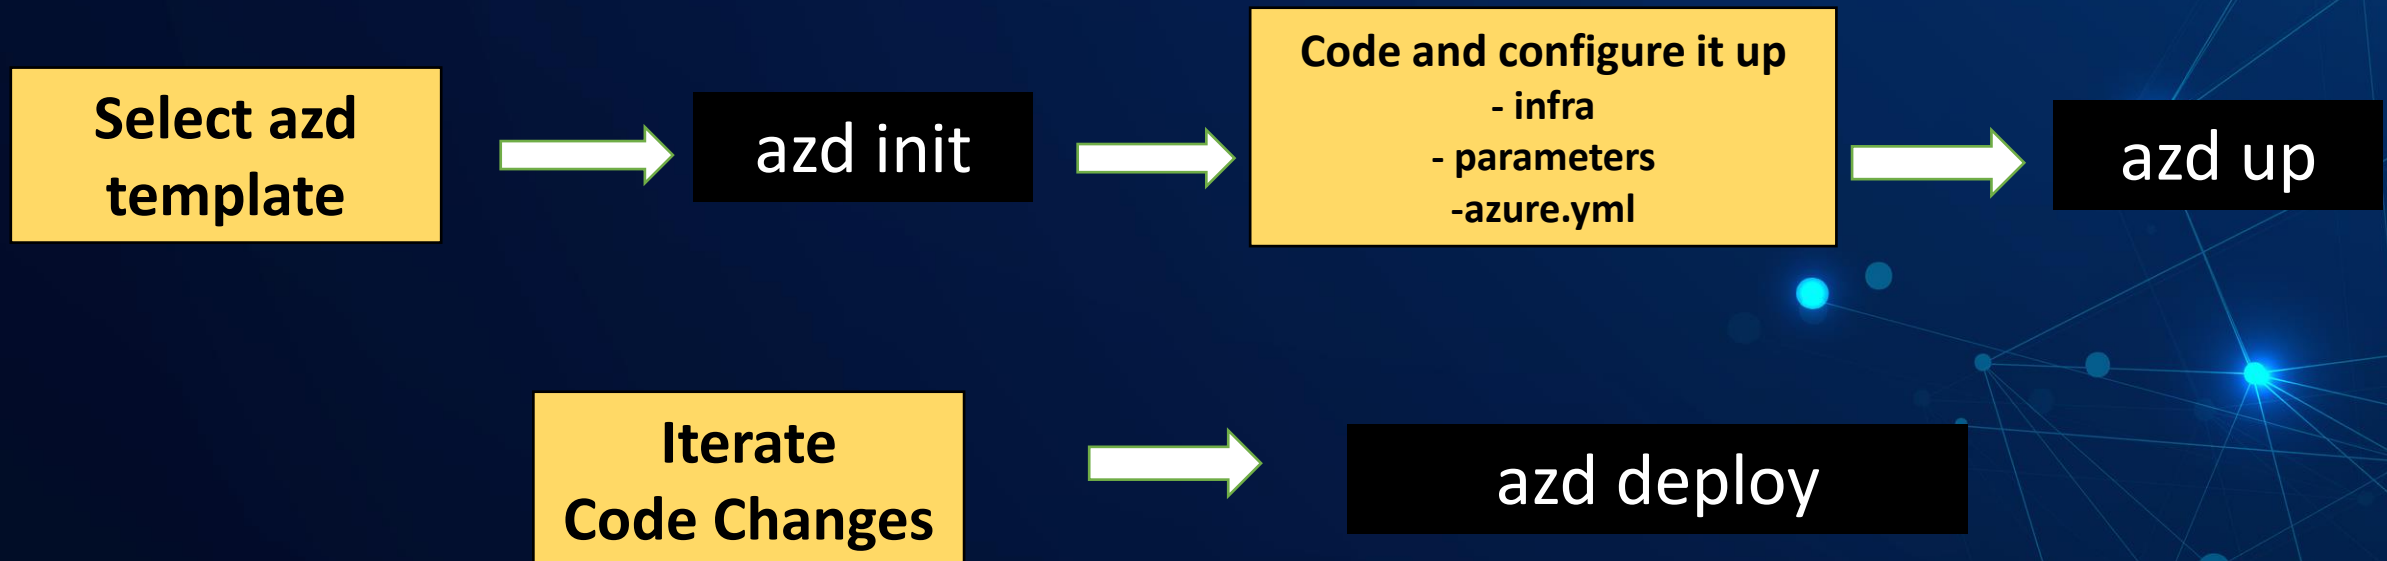 Select azd
template
azd init
Code and configure it up
- infra
- parameters
-azure.yml
azd up
Iterate
Code Changes
azd deploy